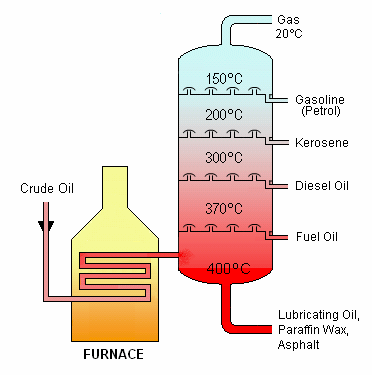 Gas
20°C
150°C
Gasoline
(Petrol)
200°C
Kerosene
300°C
Diesel Oil
Crude Oil
370°C
Fuel Oil
400°C
Lubricating Oil,
Paraffin Wax,
Asphalt
FURNACE